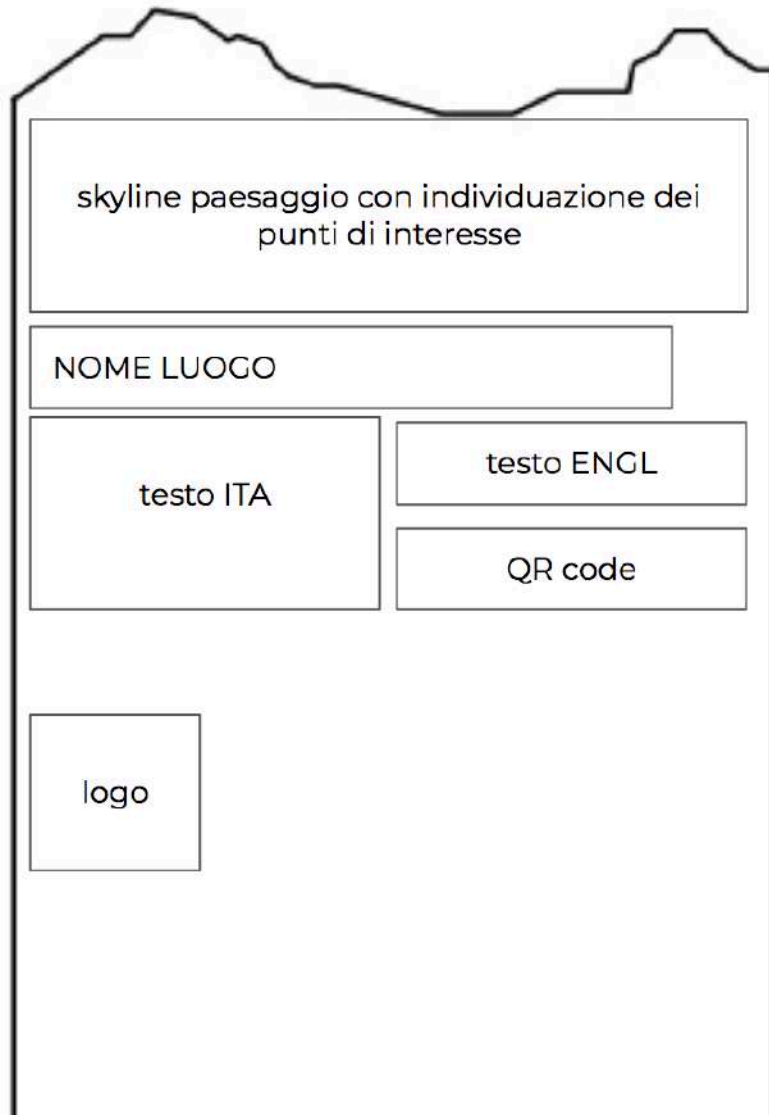 skyline paesaggio con individuazione dei
punti di interesse
NOME LUOGO
testo ITA
testo ENGL
QR code
logo